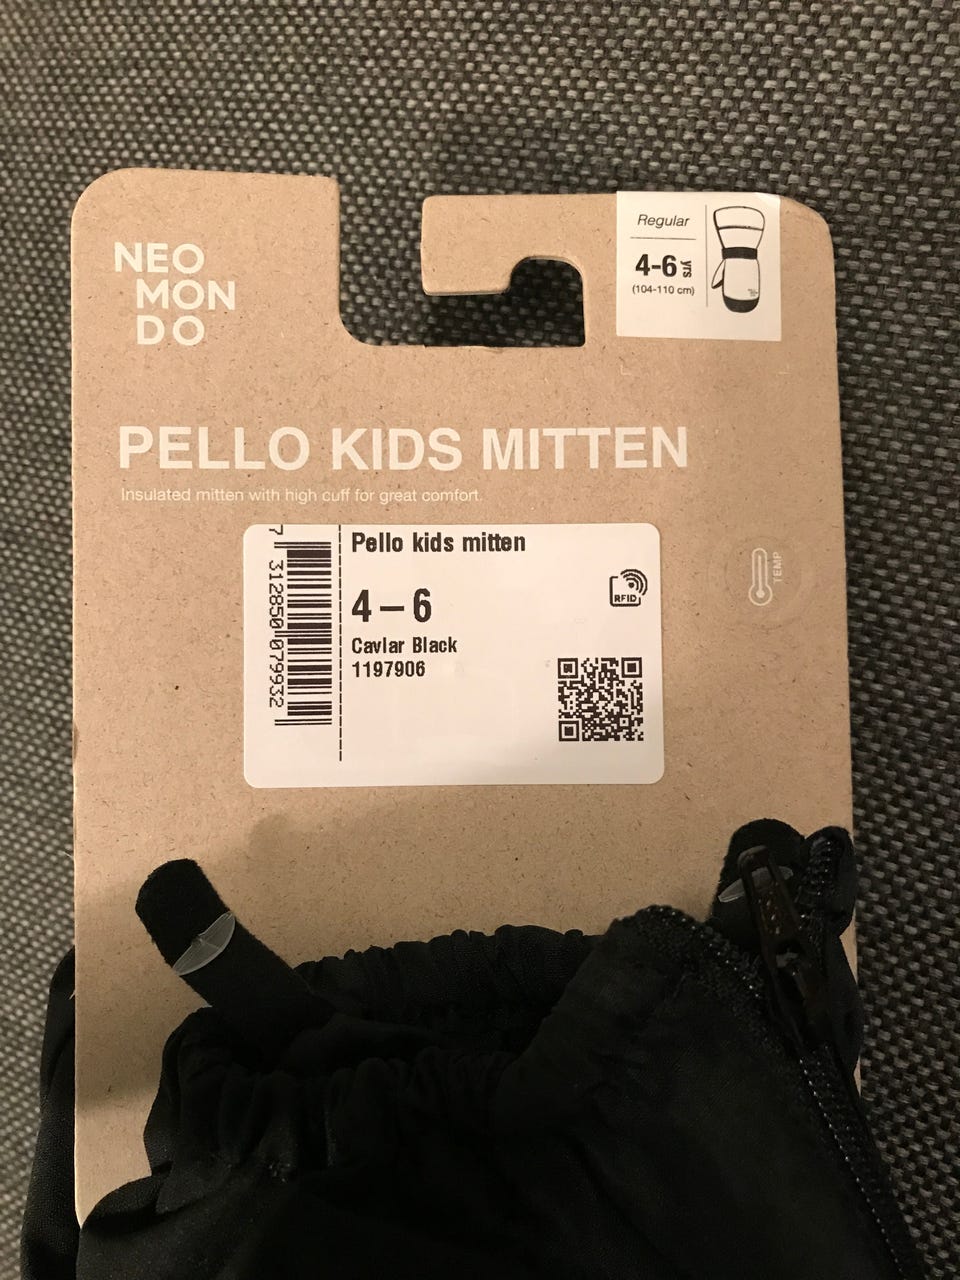 NEO
MON
DO
Regular
4-6 yrs
(104-110 cm)
PELLO KIDS MITTEN
Insulated mitten with high cuff for great comfort.
7 312850 079932
Pello kids mitten
4 – 6
Caviar Black
1197906
RFID
TEMP